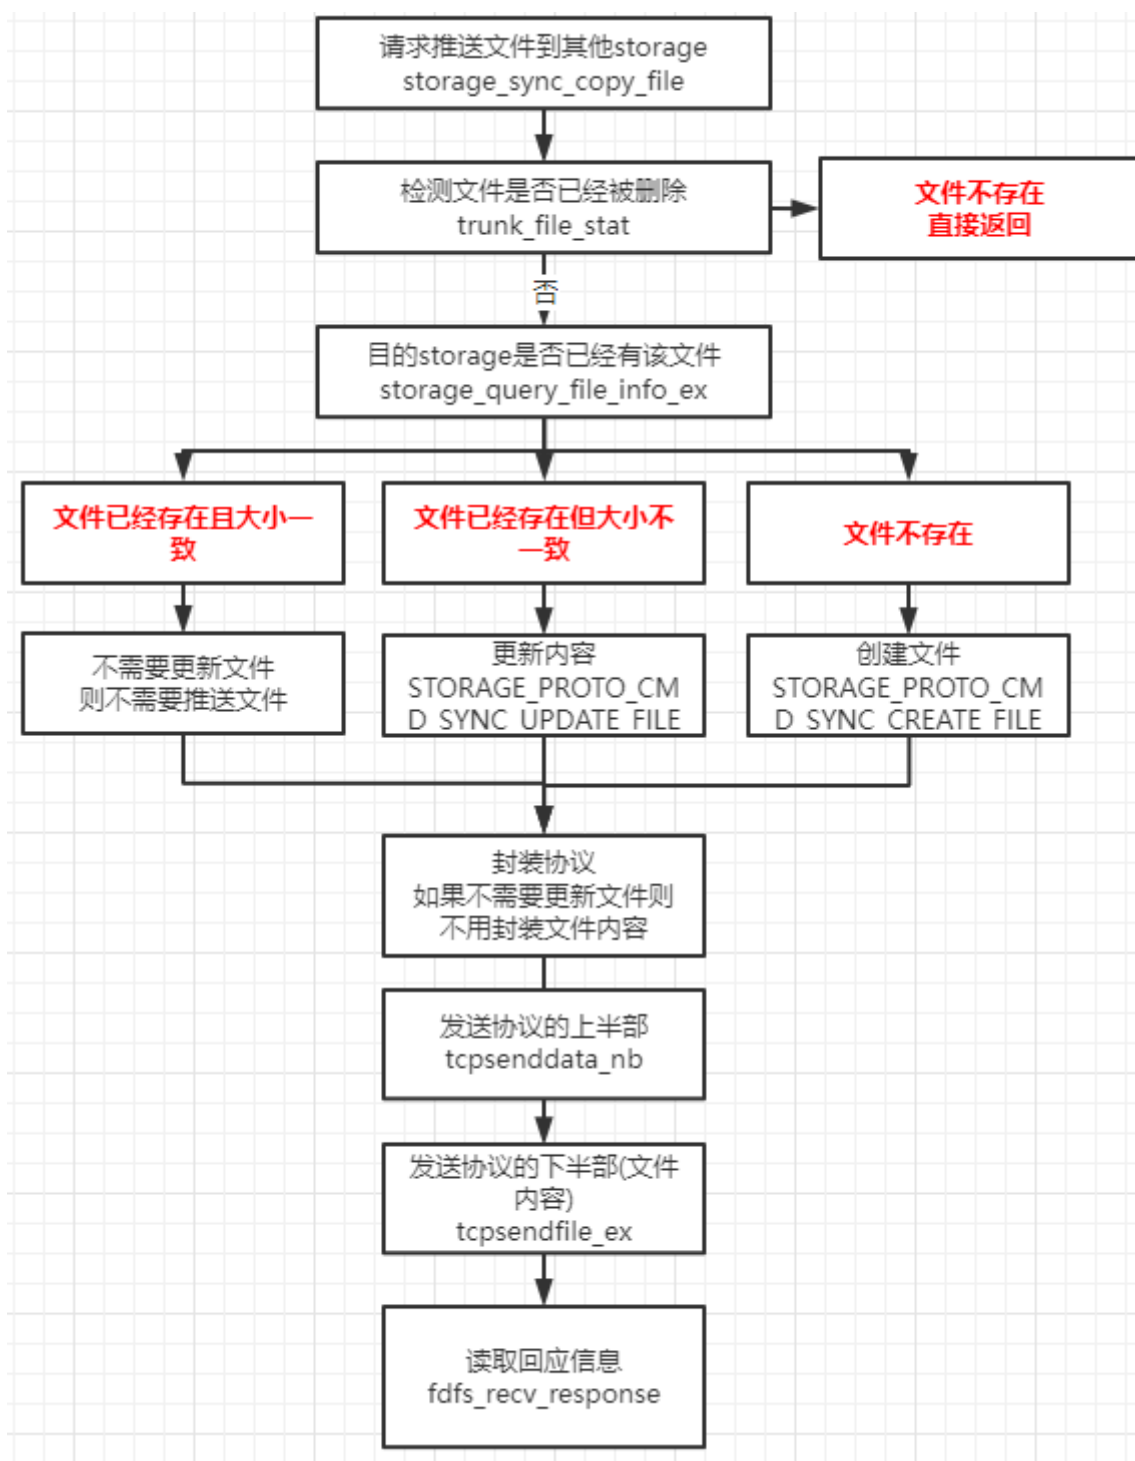 请求推送文件到其他storage
storage_sync_copy_file
检测文件是否已经被删除
trunk_file_stat
文件不存在
直接返回
否
目的storage是否已经有该文件
storage_query_file_info_ex
文件已经存在且大小一
致
文件已经存在但大小不
一致
文件不存在
不需要更新文件
则不需要推送文件
更新内容
STORAGE_PROTO_CM
D_SYNC_UPDATE_FILE
创建文件
STORAGE_PROTO_CM
D_SYNC_CREATE_FILE
封装协议
如果不需要更新文件则
不用封装文件内容
发送协议的上半部
tcpsenddata_nb
发送协议的下半部(文件
内容)
tcpsendfile_ex
读取回应信息
fdfs_recv_response